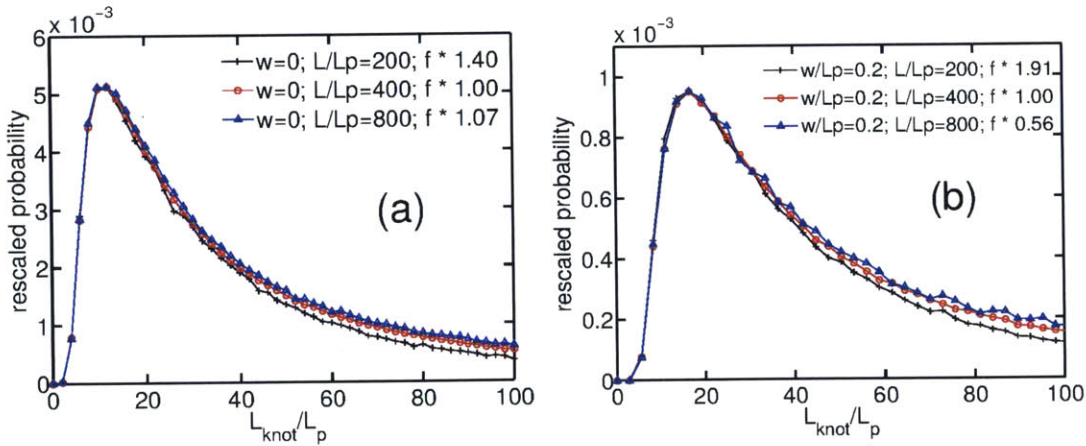 x 10⁻³
6
5
4
3
2
1
0
0 20 40 60 80 100
rescaled probability
L_knot/L_p
w=0; L/Lp=200; f * 1.40
w=0; L/Lp=400; f * 1.00
w=0; L/Lp=800; f * 1.07
(a)
x 10⁻³
1
0.8
0.6
0.4
0.2
0
0 20 40 60 80 100
rescaled probability
L_knot/L_p
w/Lp=0.2; L/Lp=200; f * 1.91
w/Lp=0.2; L/Lp=400; f * 1.00
w/Lp=0.2; L/Lp=800; f * 0.56
(b)